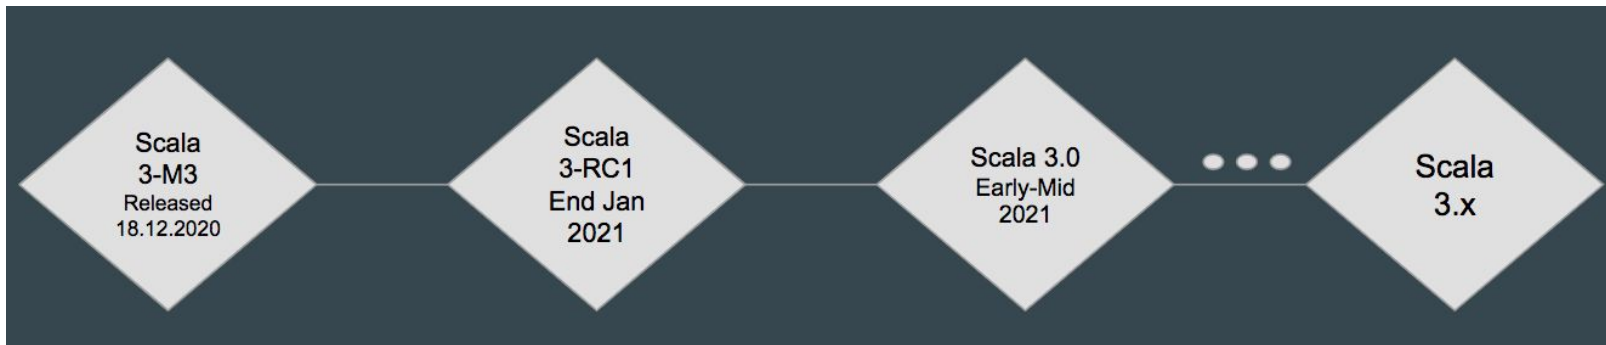 Scala
3-M3
Released
18.12.2020
Scala
3-RC1
End Jan
2021
Scala 3.0
Early-Mid
2021
Scala
3.x